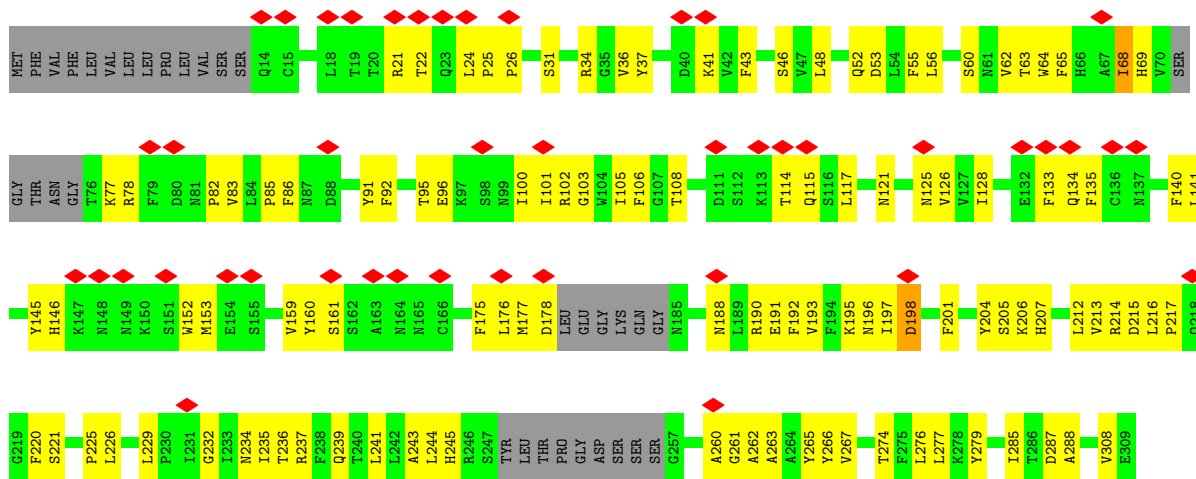 MET PHE VAL PHE LEU VAL LEU LEU PRO LEU VAL SER SER Q14 C15 L18 T19 T20 R21 T22 Q23 L24 P25 P26 S31 R34 G35 V36 Y37 D40 K41 V42 F43 S46 V47 L48 Q52 D53 L54 F55 L56 S60 N61 V62 T63 W64 F65 H66 A67 I68 H69 V70 SER
GLY THR ASN GLY T76 K77 R78 F79 D80 N81 P82 V83 L84 P85 F86 N87 D88 Y91 F92 T95 E96 K97 S98 N99 I100 I101 R102 G103 W104 I105 F106 G107 T108 D111 S112 K113 T114 Q115 S116 L117 N121 N125 V126 V127 I128 E132 F133 Q134 F135 C136 N137 F140 L141
Y145 H146 K147 N148 N149 K150 S151 W152 M153 E154 S155 V159 Y160 S161 S162 A163 N164 N165 C166 F175 L176 M177 D178 LEU GLU GLY LYS GLN GLY N185 N188 L189 R190 E191 F192 V193 F194 K195 N196 I197 D198 F201 Y204 S205 K206 H207 L212 V213 R214 D215 L216 P217 Q218
G219 F220 S221 P225 L226 L229 P230 I231 G232 I233 N234 I235 T236 R237 F238 Q239 T240 L241 L242 A243 L244 H245 R246 S247 TYR LEU THR PRO GLY ASP SER SER SER G257 A260 G261 A262 A263 A264 Y265 Y266 V267 T274 F275 L276 L277 K278 Y279 I285 T286 D287 A288 V308 E309